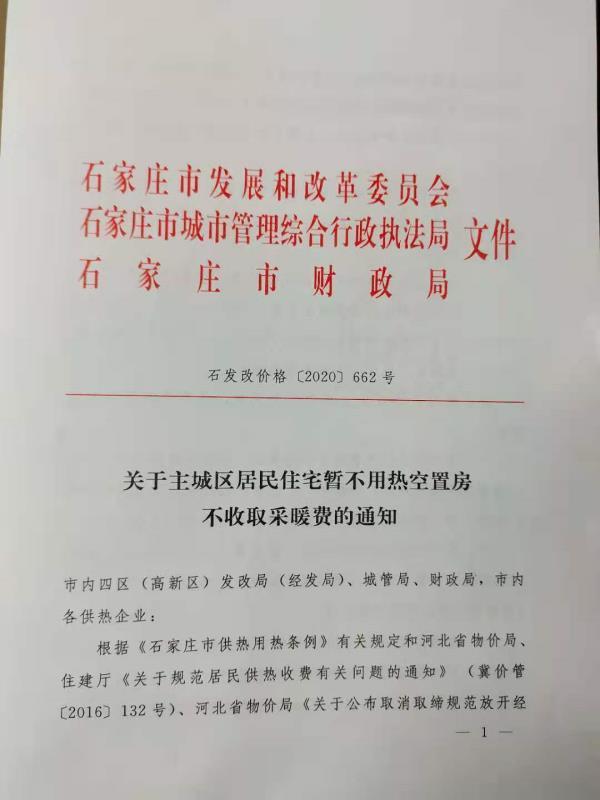 石家庄市发展和改革委员会
石家庄市城市管理综合行政执法局 文件
石家庄市财政局
石发改价格〔2020〕662号
关于主城区居民住宅暂不用热空置房
不收取采暖费的通知
市内四区（高新区）发改局（经发局）、城管局、财政局，市内
各供热企业：
根据《石家庄市供热用热条例》有关规定和河北省物价局、
住建厅《关于规范居民供热收费有关问题的通知》（冀价管
〔2016〕132号）、河北省物价局《关于公布取消取缔规范放开经
— 1 —